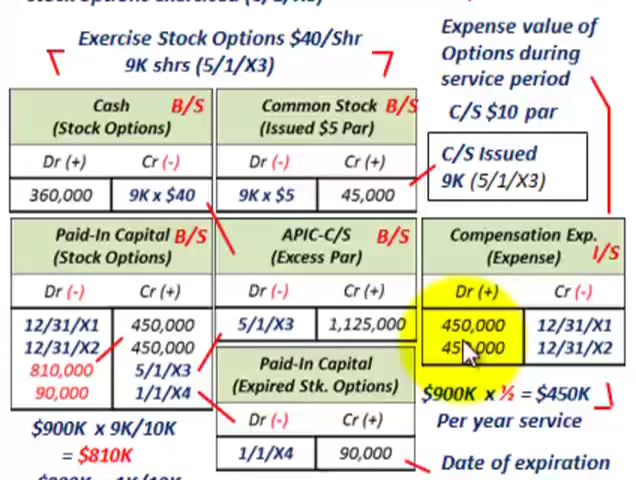 Exercise Stock Options $40/Shr
9K shrs (5/1/X3)
Expense value of
Options during
service period
C/S $10 par
C/S Issued
9K (5/1/X3)
Cash B/S
(Stock Options)
Dr (+) Cr (-)
360,000 9K x $40
Common Stock B/S
(Issued $5 Par)
Dr (-) Cr (+)
9K x $5 45,000
Paid-In Capital B/S
(Stock Options)
Dr (-) Cr (+)
12/31/X1 450,000
12/31/X2 450,000
810,000 5/1/X3
90,000 1/1/X4
APIC-C/S B/S
(Excess Par)
Dr (-) Cr (+)
5/1/X3 1,125,000
Compensation Exp.
(Expense) I/S
Dr (+) Cr (-)
450,000 12/31/X1
12/31/X2
Paid-In Capital
(Expired Stk. Options)
Dr (-) Cr (+)
1/1/X4 90,000
$900K x ½ = $450K
Per year service
Date of expiration
$900K x 9K/10K
= $810K